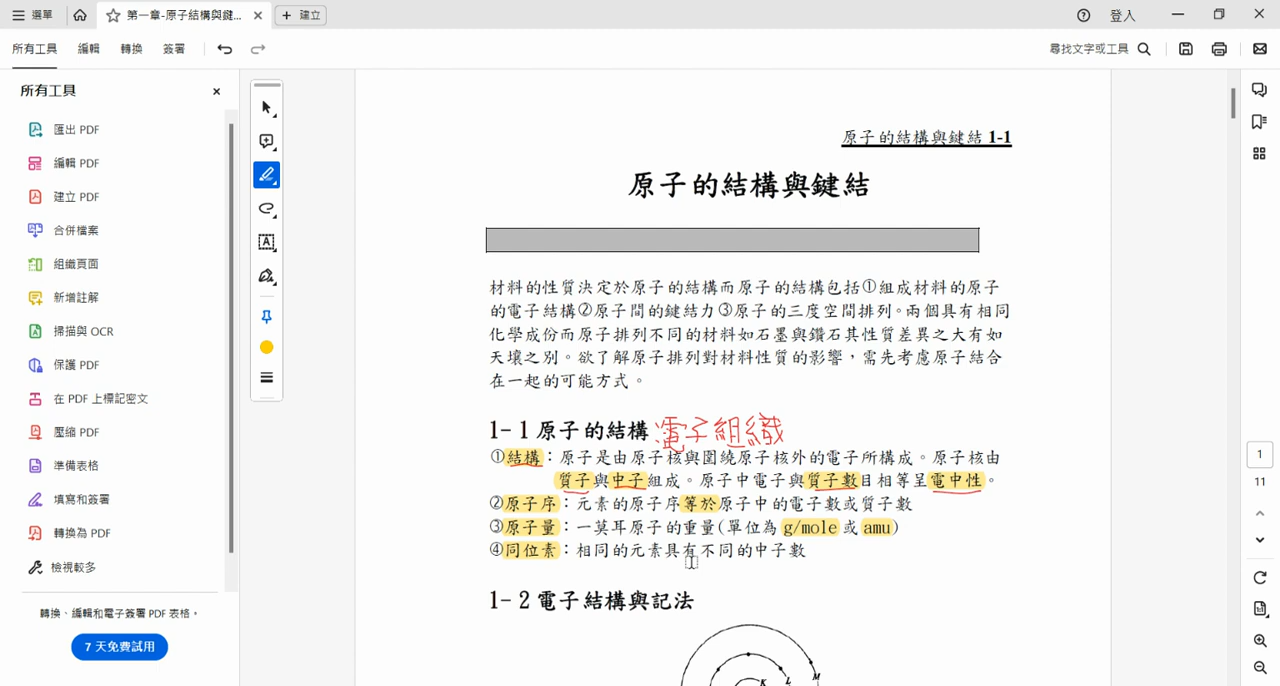 選單
第一章-原子結構與鍵...
建立
登入
所有工具
編輯
轉換
簽署
尋找文字或工具
所有工具
匯出 PDF
編輯 PDF
建立 PDF
合併檔案
組織頁面
新增註解
掃描與 OCR
保護 PDF
在 PDF 上標記密文
壓縮 PDF
準備表格
填寫和簽署
轉換為 PDF
檢視較多
轉換、編輯和電子簽署 PDF 表格。
7 天免費試用
原子的結構與鍵結 1-1
原子的結構與鍵結
材料的性質決定於原子的結構而原子的結構包括①組成材料的原子
的電子結構②原子間的鍵結力③原子的三度空間排列。兩個具有相同
化學成份而原子排列不同的材料如石墨與鑽石其性質差異之大有如
天壤之別。欲了解原子排列對材料性質的影響，需先考慮原子結合
在一起的可能方式。
1-1 原子的結構 電子組織
①結構：原子是由原子核與圍繞原子核外的電子所構成。原子核由
質子與中子組成。原子中電子與質子數目相等呈電中性。
②原子序：元素的原子序等於原子中的電子數或質子數
③原子量：一莫耳原子的重量(單位為 g/mole 或 amu)
④同位素：相同的元素具有不同的中子數
1-2 電子結構與記法
K L M
1
11